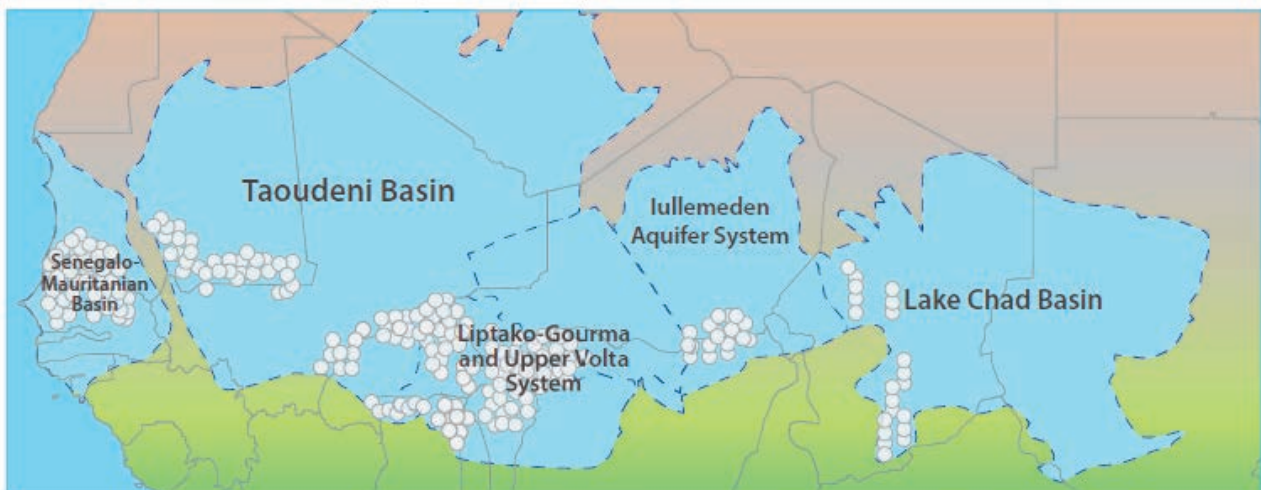 Taoudeni Basin
Iullemeden
Aquifer System
Senegalo-
Mauritanian
Basin
Lake Chad Basin
Liptako-Gourma
and Upper Volta
System